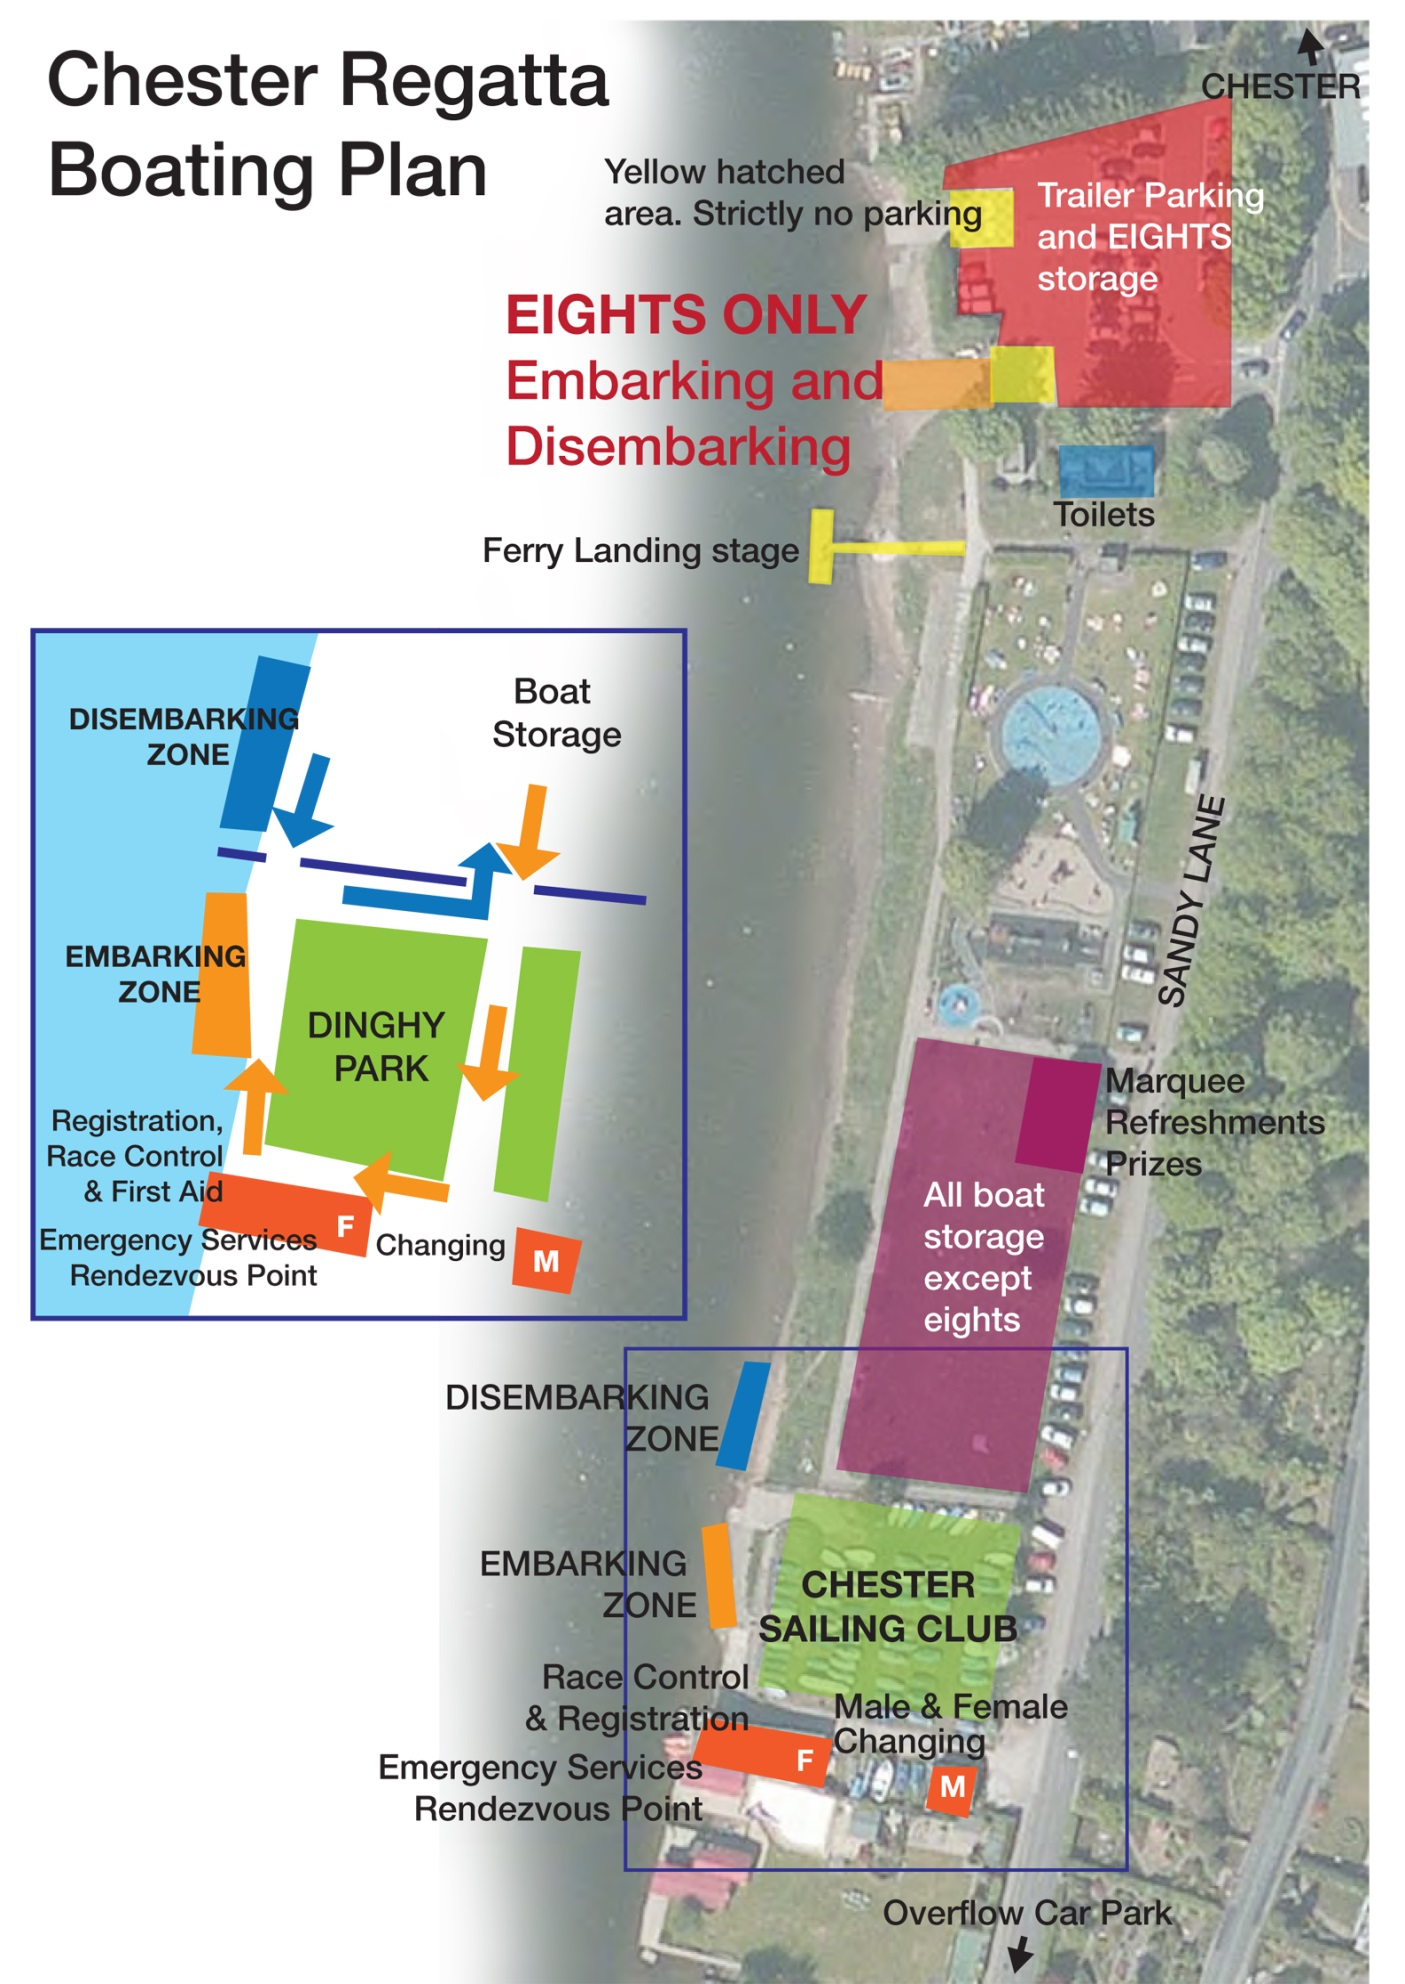 Chester Regatta
Boating Plan
CHESTER
Yellow hatched
area. Strictly no parking
Trailer Parking
and EIGHTS
storage
EIGHTS ONLY
Embarking and
Disembarking
Toilets
Ferry Landing stage
DISEMBARKING
ZONE
Boat
Storage
EMBARKING
ZONE
DINGHY
PARK
Registration,
Race Control
& First Aid
F
Emergency Services
Rendezvous Point
Changing
M
SANDY LANE
Marquee
Refreshments
Prizes
All boat
storage
except
eights
DISEMBARKING
ZONE
EMBARKING
ZONE
CHESTER
SAILING CLUB
Race Control
& Registration
Male & Female
Changing
F
M
Emergency Services
Rendezvous Point
Overflow Car Park